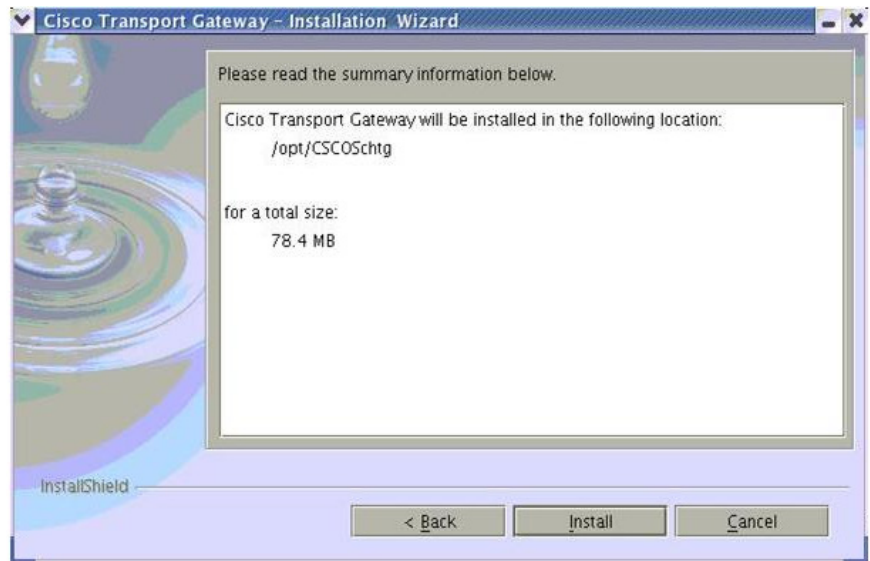 Cisco Transport Gateway - Installation Wizard
Please read the summary information below.
Cisco Transport Gateway will be installed in the following location:
/opt/CSCOSchtg
for a total size:
78.4 MB
InstallShield
< Back
Install
Cancel